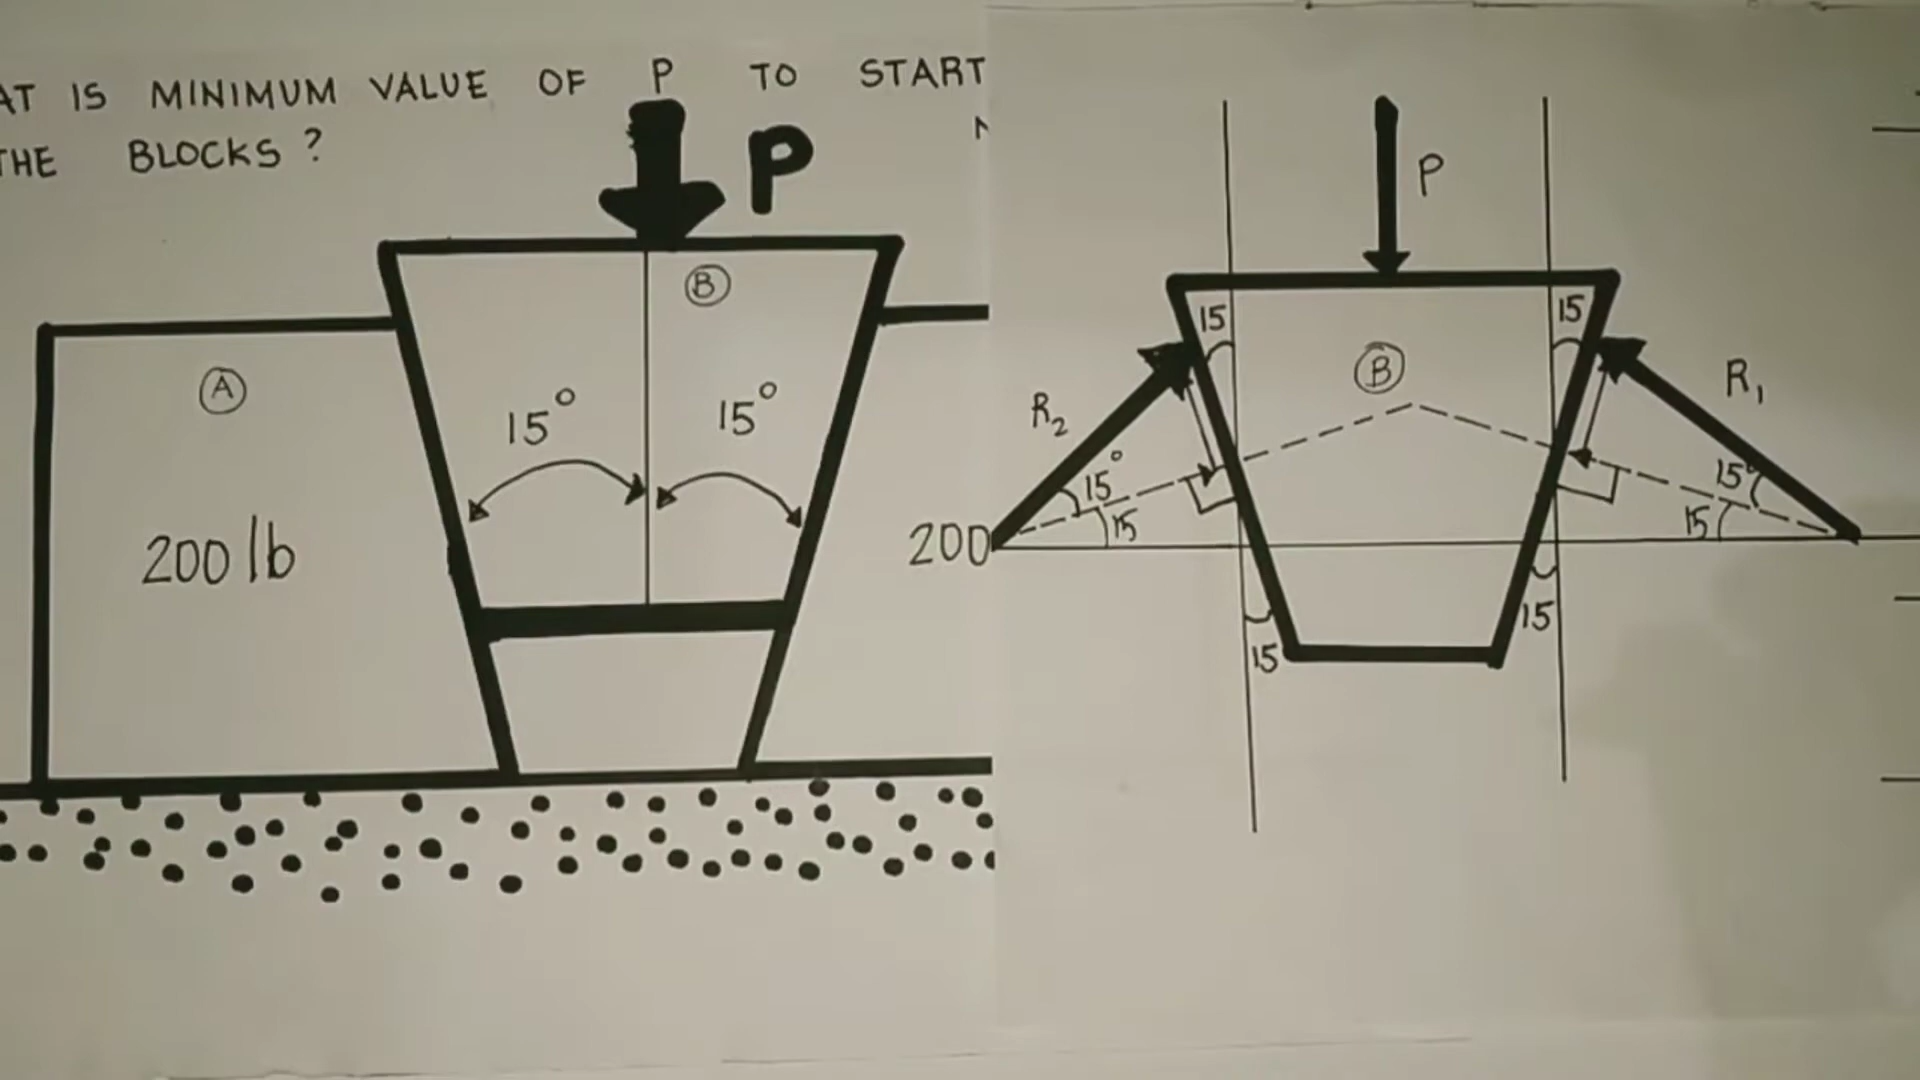 AT IS MINIMUM VALUE OF P TO START
THE BLOCKS ?
P
B
A
15°
15°
200 lb
200
P
15
15
B
R₂
R₁
15°
15
15°
15
15
15